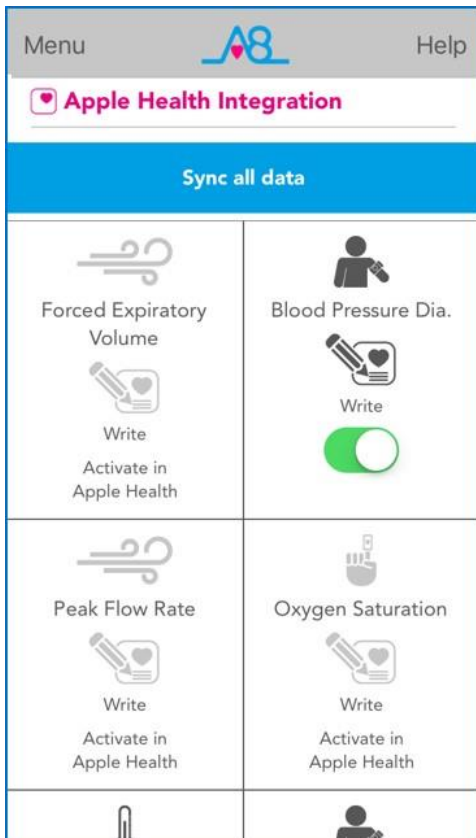 Menu
A8
Help
Apple Health Integration
Sync all data
Forced Expiratory
Volume
Write
Activate in
Apple Health
Blood Pressure Dia.
Write
Peak Flow Rate
Write
Activate in
Apple Health
Oxygen Saturation
Write
Activate in
Apple Health